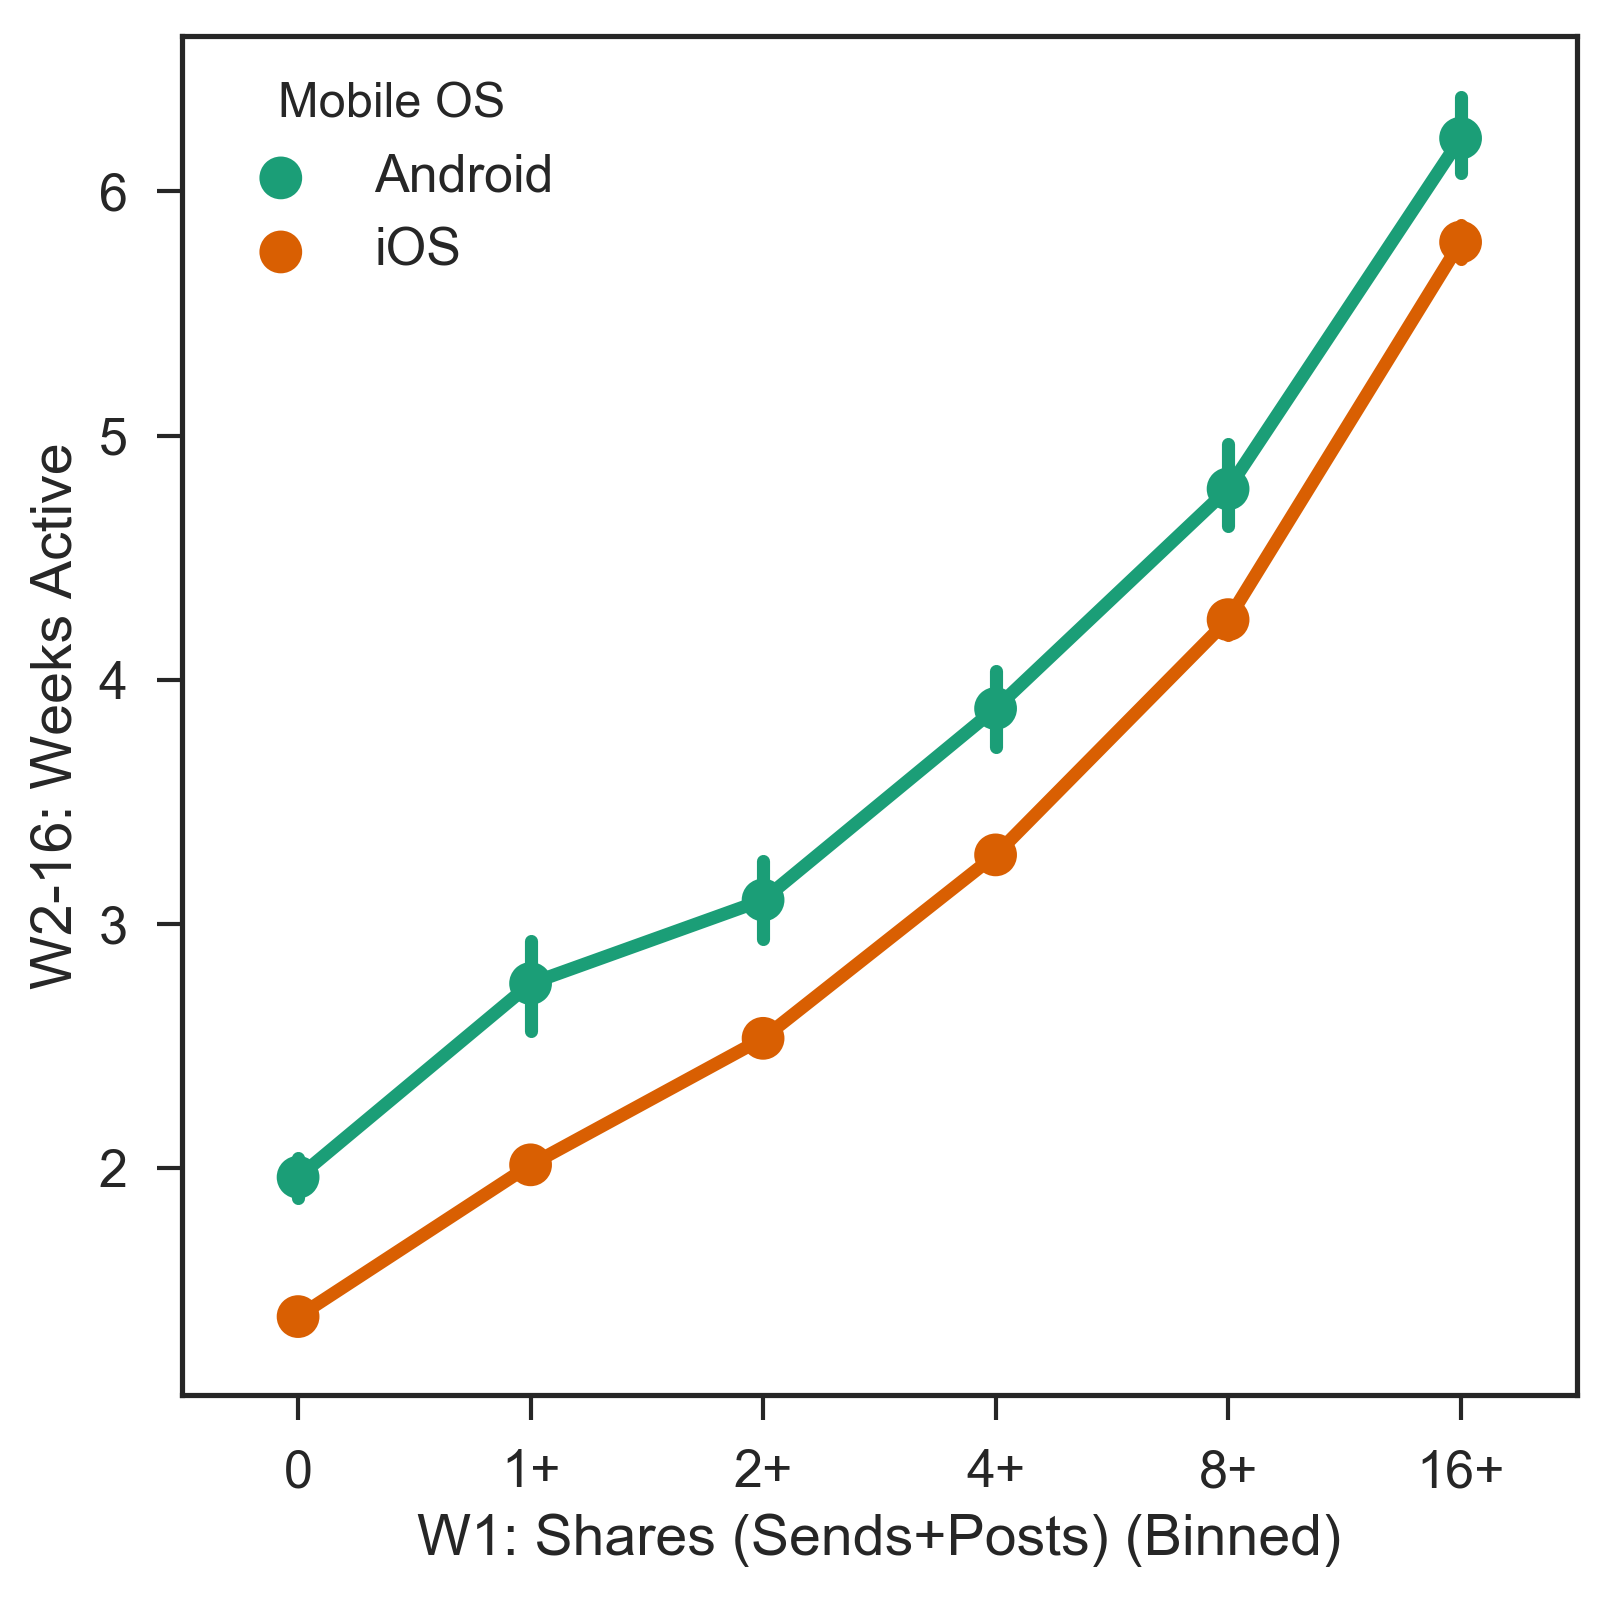 Mobile OS
Android
iOS
W2-16: Weeks Active
6
5
4
3
2
0 1+ 2+ 4+ 8+ 16+
W1: Shares (Sends+Posts) (Binned)